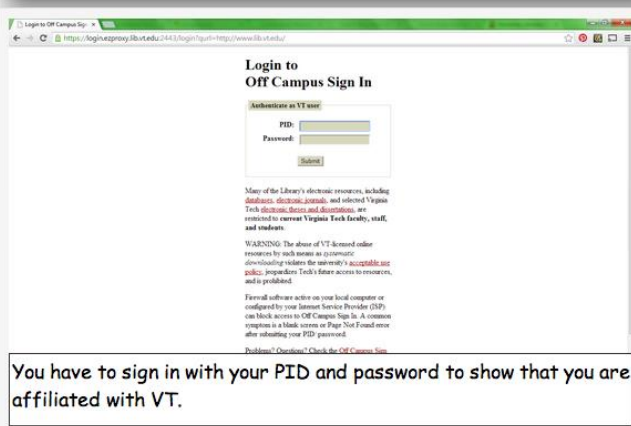 Login to Off Campus Sig
https://login.ezproxy.lib.vt.edu:2443/login?qurl=http://www.lib.vt.edu/
Login to
Off Campus Sign In
Authenticate as VT user
PID:
Password:
Submit
Many of the Library's electronic resources, including
databases, electronic journals, and selected Virginia
Tech electronic theses and dissertations, are
restricted to current Virginia Tech faculty, staff,
and students.
WARNING: The abuse of VT-licensed online
resources by such means as systematic
downloading violates the university's acceptable use
policy, jeopardizes Tech's future access to resources,
and is prohibited.
Firewall software active on your local computer or
configured by your Internet Service Provider (ISP)
can block access to Off Campus Sign In. A common
symptom is a blank screen or Page Not Found error
after submitting your PID/password.
Problems? Questions? Check the Off Campus Sign
You have to sign in with your PID and password to show that you are
affiliated with VT.